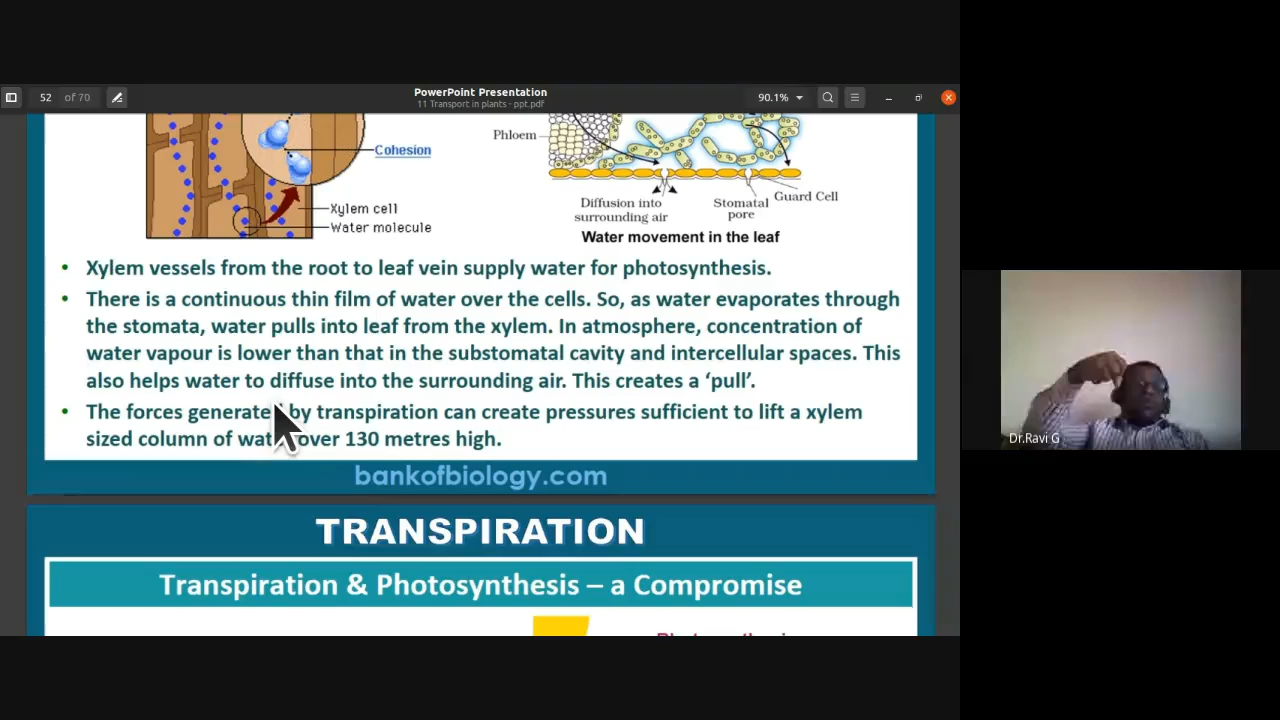 52 of 70
PowerPoint Presentation
11 Transport in plants - ppt.pdf
90.1%
Cohesion
Xylem cell
Water molecule
Phloem
Diffusion into
surrounding air
Stomatal
pore
Guard Cell
Water movement in the leaf
• Xylem vessels from the root to leaf vein supply water for photosynthesis.
• There is a continuous thin film of water over the cells. So, as water evaporates through
the stomata, water pulls into leaf from the xylem. In atmosphere, concentration of
water vapour is lower than that in the substomatal cavity and intercellular spaces. This
also helps water to diffuse into the surrounding air. This creates a ‘pull’.
• The forces generated by transpiration can create pressures sufficient to lift a xylem
sized column of water over 130 metres high.
bankofbiology.com
TRANSPIRATION
Transpiration & Photosynthesis – a Compromise
Dr.Ravi G